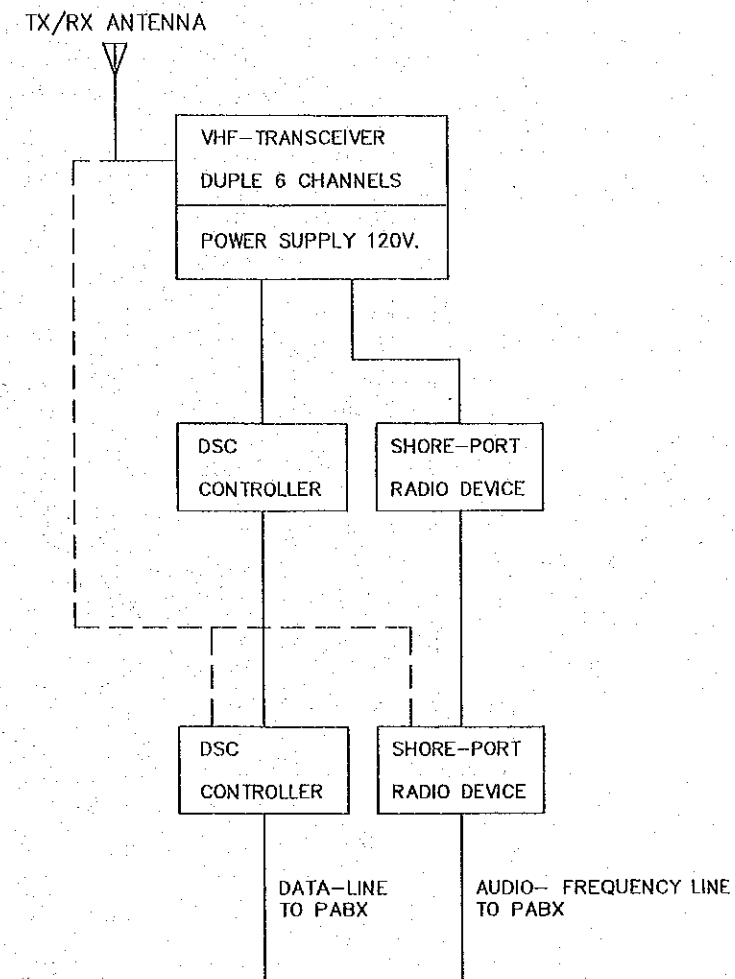 TX/RX ANTENNA
VHF-TRANSCEIVER
DUPLE 6 CHANNELS
POWER SUPPLY 120V.
DSC
CONTROLLER
SHORE-PORT
RADIO DEVICE
DSC
CONTROLLER
SHORE-PORT
RADIO DEVICE
DATA-LINE
TO PABX
AUDIO- FREQUENCY LINE
TO PABX